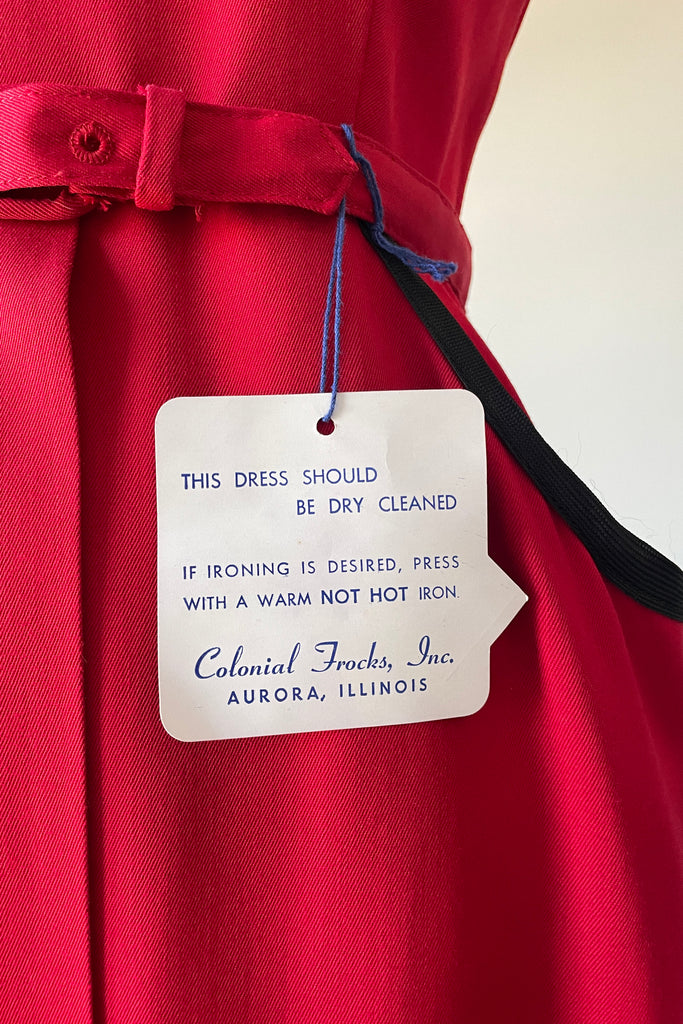 THIS DRESS SHOULD
BE DRY CLEANED
IF IRONING IS DESIRED, PRESS
WITH A WARM NOT HOT IRON.
Colonial Frocks, Inc.
AURORA, ILLINOIS